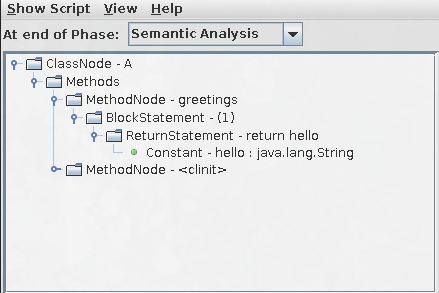 Show Script View Help
At end of Phase: Semantic Analysis
ClassNode - A
Methods
MethodNode - greetings
BlockStatement - (1)
ReturnStatement - return hello
Constant - hello : java.lang.String
MethodNode - <clinit>